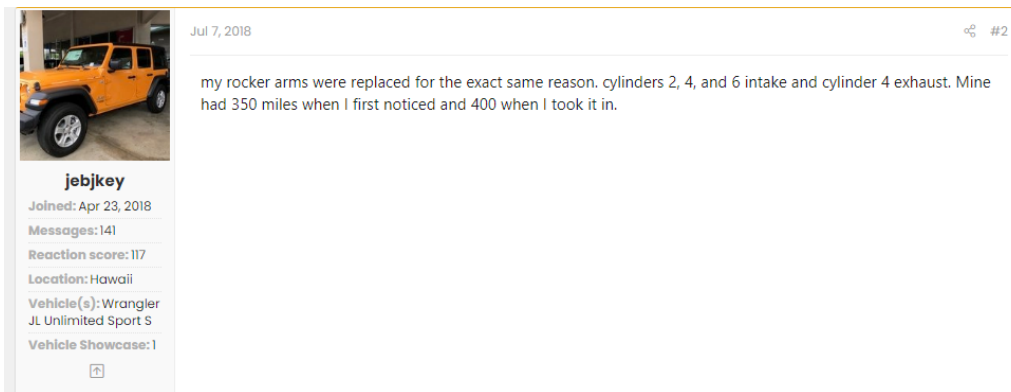 Jul 7, 2018
#2
my rocker arms were replaced for the exact same reason. cylinders 2, 4, and 6 intake and cylinder 4 exhaust. Mine
had 350 miles when I first noticed and 400 when I took it in.
jebjkey
Joined: Apr 23, 2018
Messages: 141
Reaction score: 117
Location: Hawaii
Vehicle(s): Wrangler
JL Unlimited Sport S
Vehicle Showcase: 1